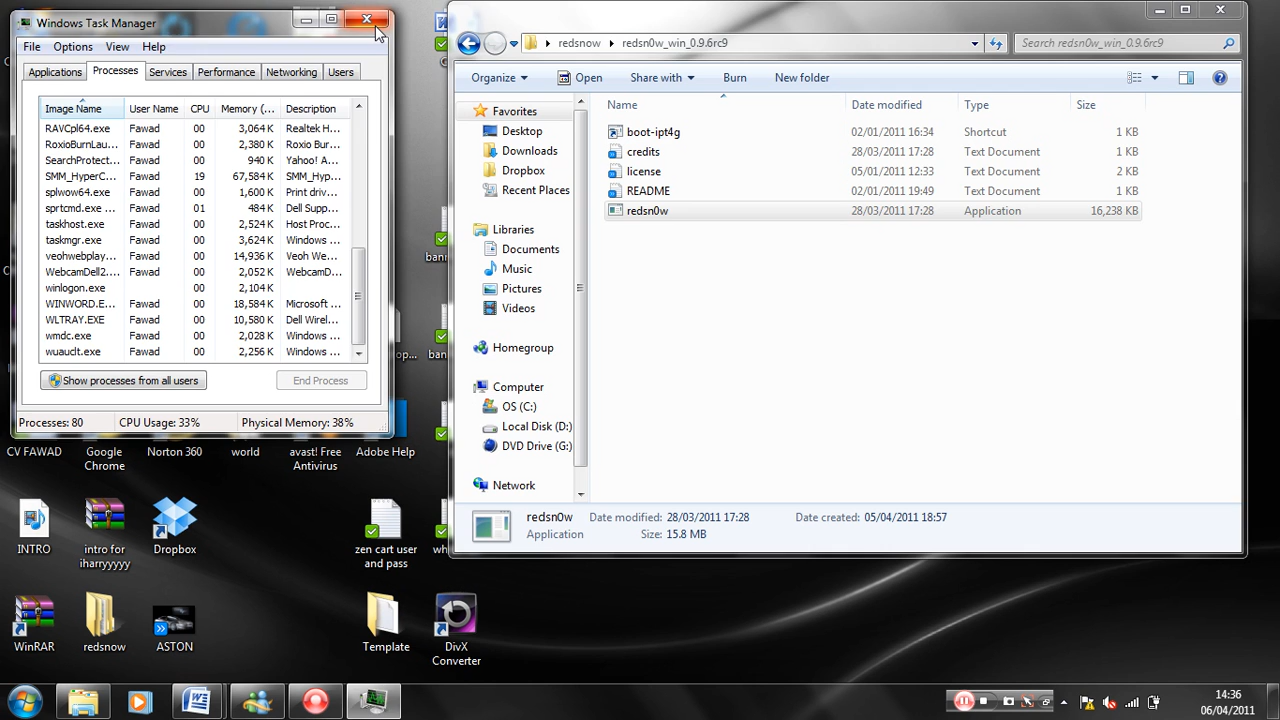 Windows Task Manager
File Options View Help
Applications Processes Services Performance Networking Users
Image Name User Name CPU Memory (... Description
RAVCpl64.exe Fawad 00 3,064 K Realtek H...
RoxioBurnLau... Fawad 00 2,380 K Roxio Bur...
SearchProtect... Fawad 00 940 K Yahoo! A...
SMM_HyperC... Fawad 19 67,584 K SMM_Hyp...
splwow64.exe Fawad 00 1,600 K Print driv...
sprtcmd.exe ... Fawad 01 484 K Dell Supp...
taskhost.exe Fawad 00 2,524 K Host Proc...
taskmgr.exe Fawad 00 3,624 K Windows ...
veohwebplay... Fawad 00 14,936 K Veoh We...
WebcamDell2.... Fawad 00 2,052 K WebcamD...
winlogon.exe 00 2,104 K
WINWORD.E... Fawad 00 18,584 K Microsoft ...
WLTRAY.EXE Fawad 00 10,580 K Dell Wirel...
wmdc.exe Fawad 00 2,028 K Windows ...
wuauclt.exe Fawad 00 2,256 K Windows ...
Show processes from all users End Process
Processes: 80 CPU Usage: 33% Physical Memory: 38%
redsnow redsn0w_win_0.9.6rc9 Search redsn0w_win_0.9.6rc9
Organize Open Share with Burn New folder
Favorites
Desktop
Downloads
Dropbox
Recent Places
Libraries
Documents
Music
Pictures
Videos
Homegroup
Computer
OS (C:)
Local Disk (D:)
DVD Drive (G:)
Network
Name Date modified Type Size
boot-ipt4g 02/01/2011 16:34 Shortcut 1 KB
credits 28/03/2011 17:28 Text Document 1 KB
license 05/01/2011 12:33 Text Document 2 KB
README 02/01/2011 19:49 Text Document 1 KB
redsn0w 28/03/2011 17:28 Application 16,238 KB
redsn0w Date modified: 28/03/2011 17:28 Date created: 05/04/2011 18:57
Application Size: 15.8 MB
ban
op... ban
CV FAWAD Google Chrome Norton 360 world avast! Free Antivirus Adobe Help
INTRO intro for iharryyyyy Dropbox zen cart user and pass wh
WinRAR redsnow ASTON Template DivX Converter
14:36
06/04/2011